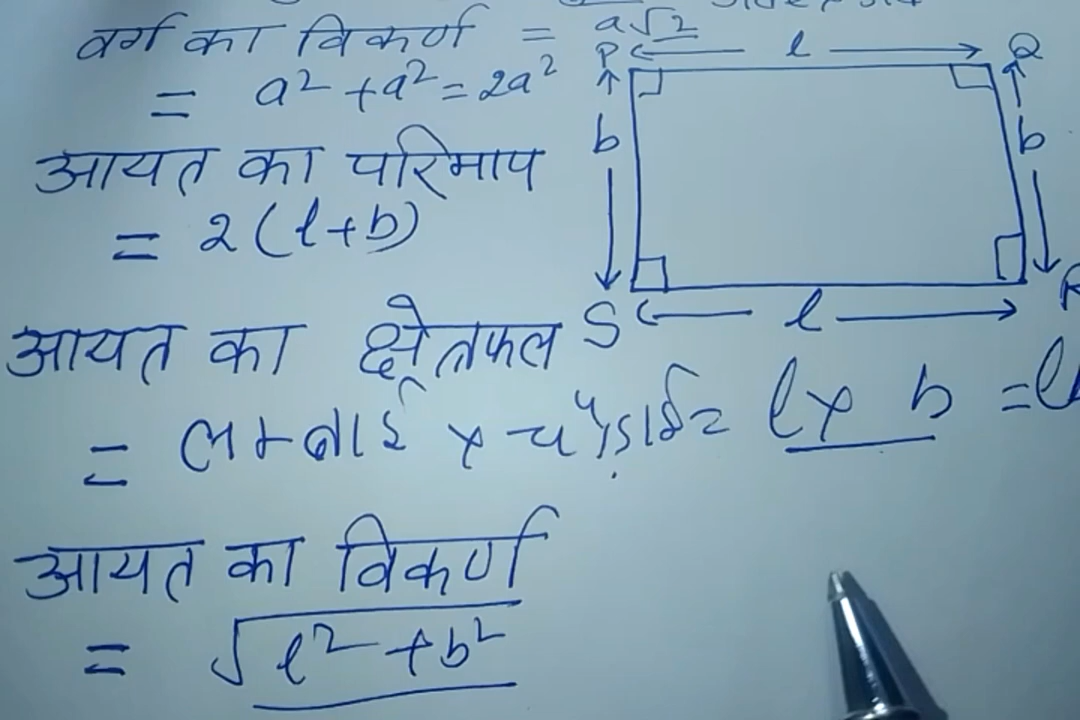 वर्ग का विकर्ण = a√2
= a² + a² = 2a²
आयत का परिमाप
= 2(l+b)
आयत का क्षेत्रफल
= लम्बाई × चौड़ाई = l × b = l
आयत का विकर्ण
= √l² + b²
P l Q
b b
S l R